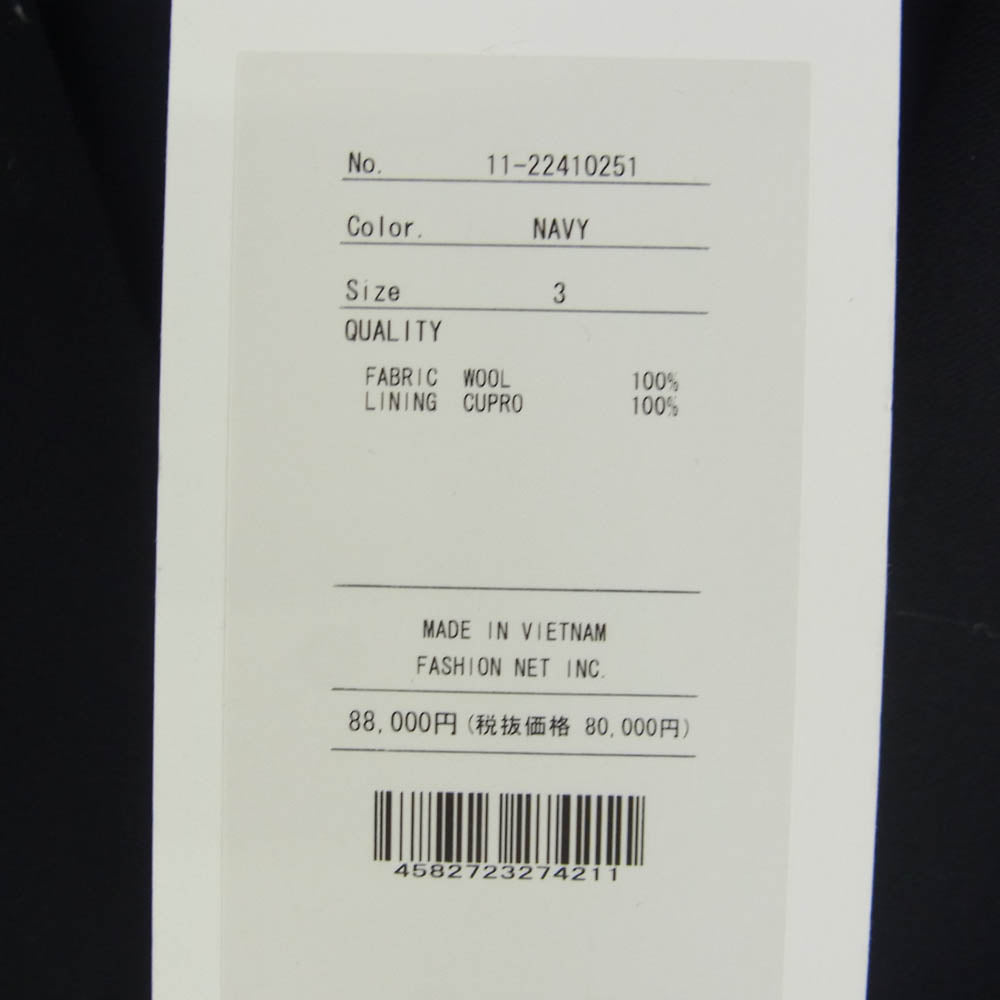 No. 11-22410251
Color. NAVY
Size 3
QUALITY
FABRIC WOOL 100%
LINING CUPRO 100%
MADE IN VIETNAM
FASHION NET INC.
88,000円(税抜価格 80,000円)
4582723274211